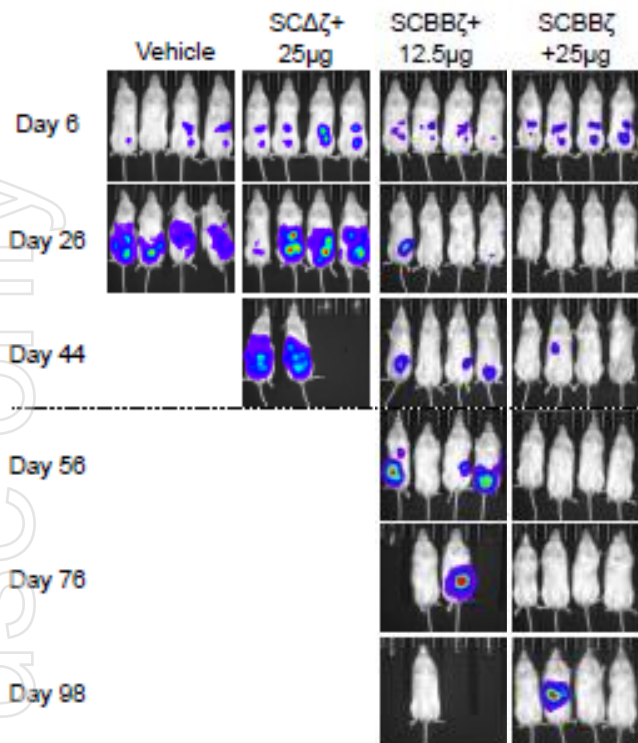 Vehicle
SCΔζ+
25µg
SCBBζ+
12.5µg
SCBBζ
+25µg
Day 6
Day 26
Day 44
Day 56
Day 76
Day 98